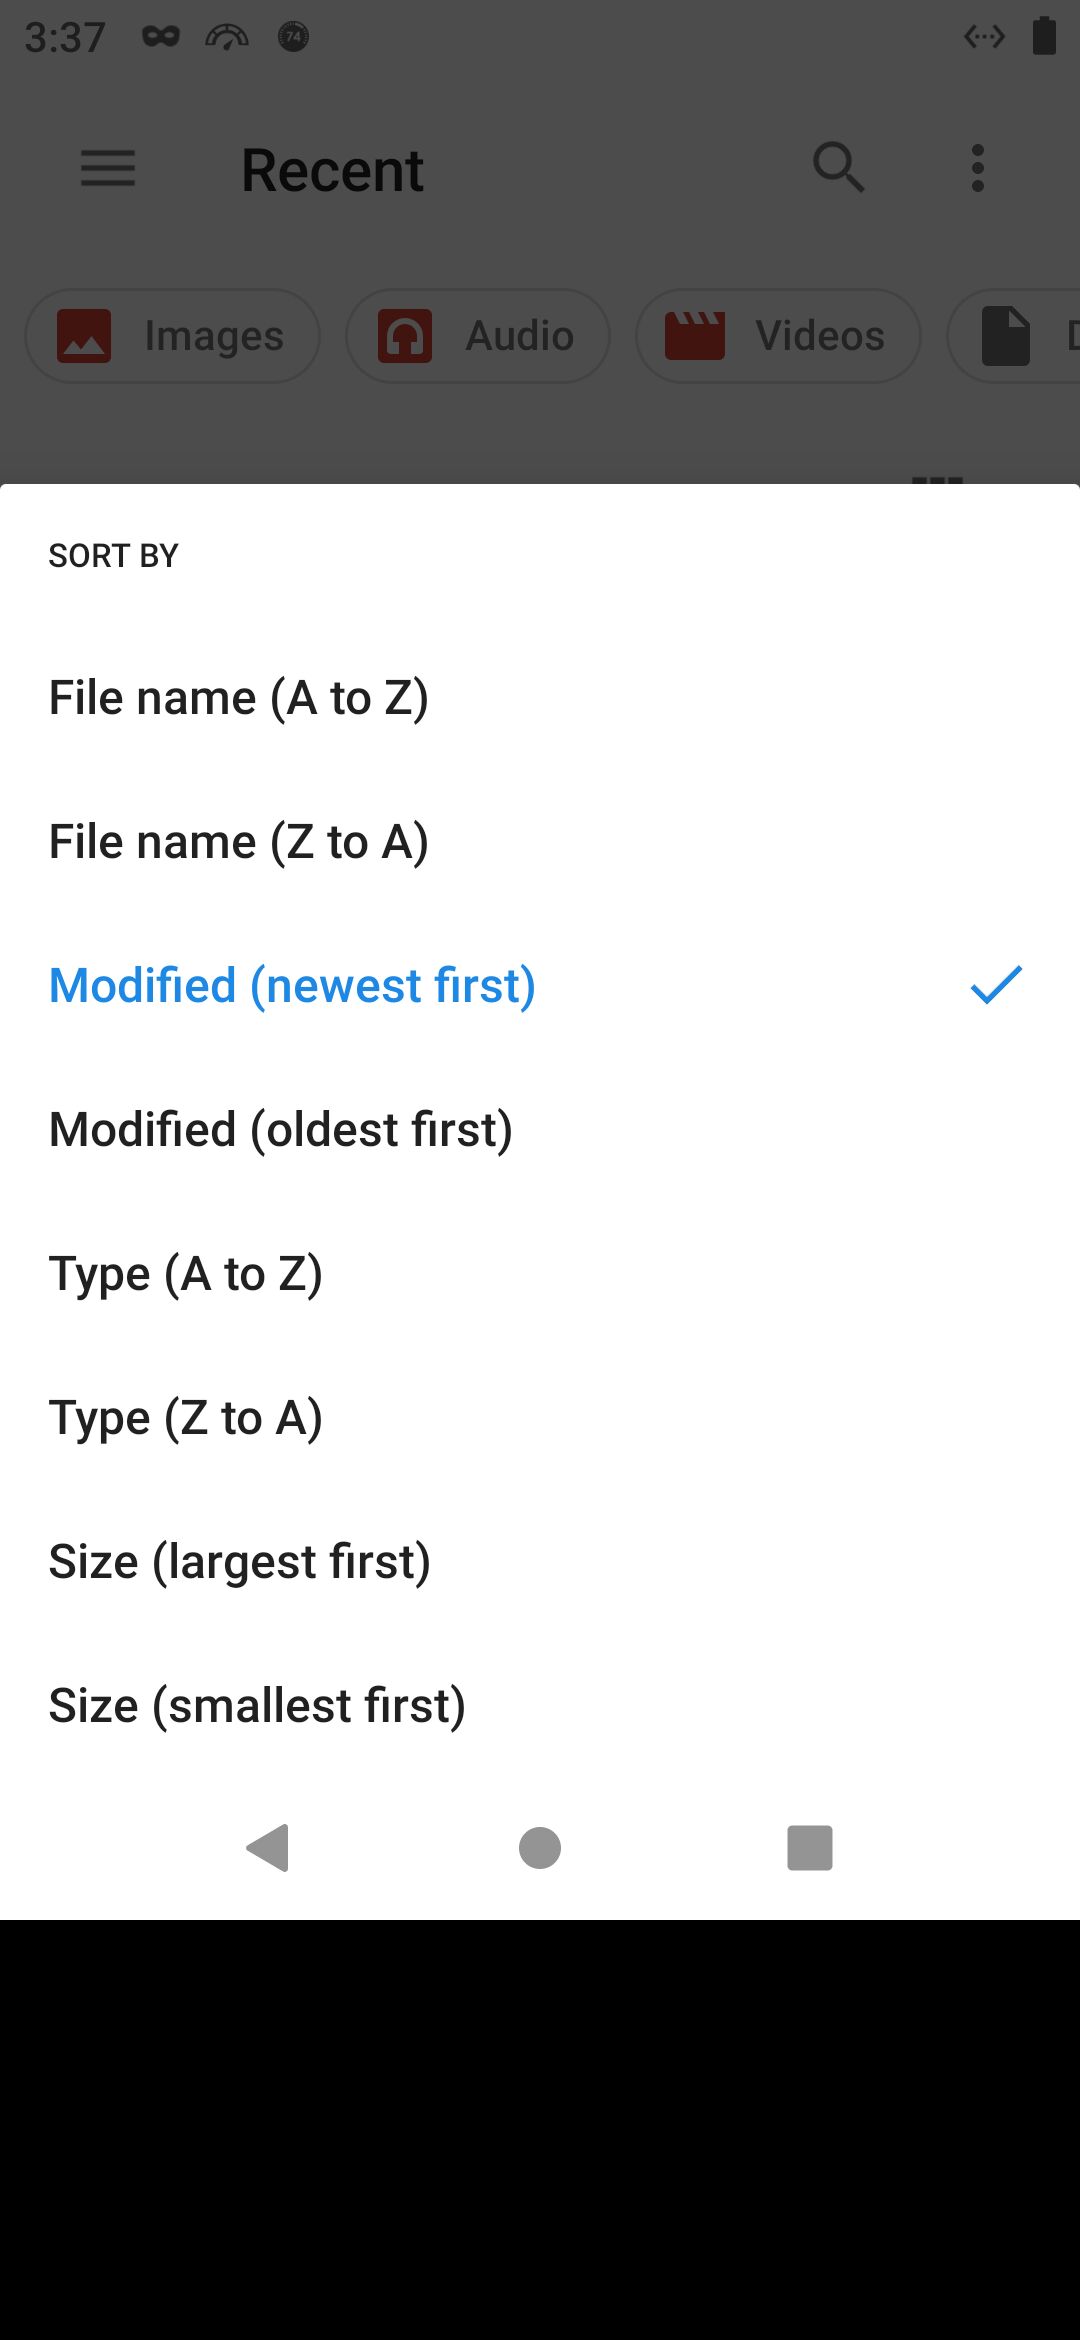 3:37
74
Recent
Images Audio Videos
SORT BY
File name (A to Z)
File name (Z to A)
Modified (newest first)
Modified (oldest first)
Type (A to Z)
Type (Z to A)
Size (largest first)
Size (smallest first)